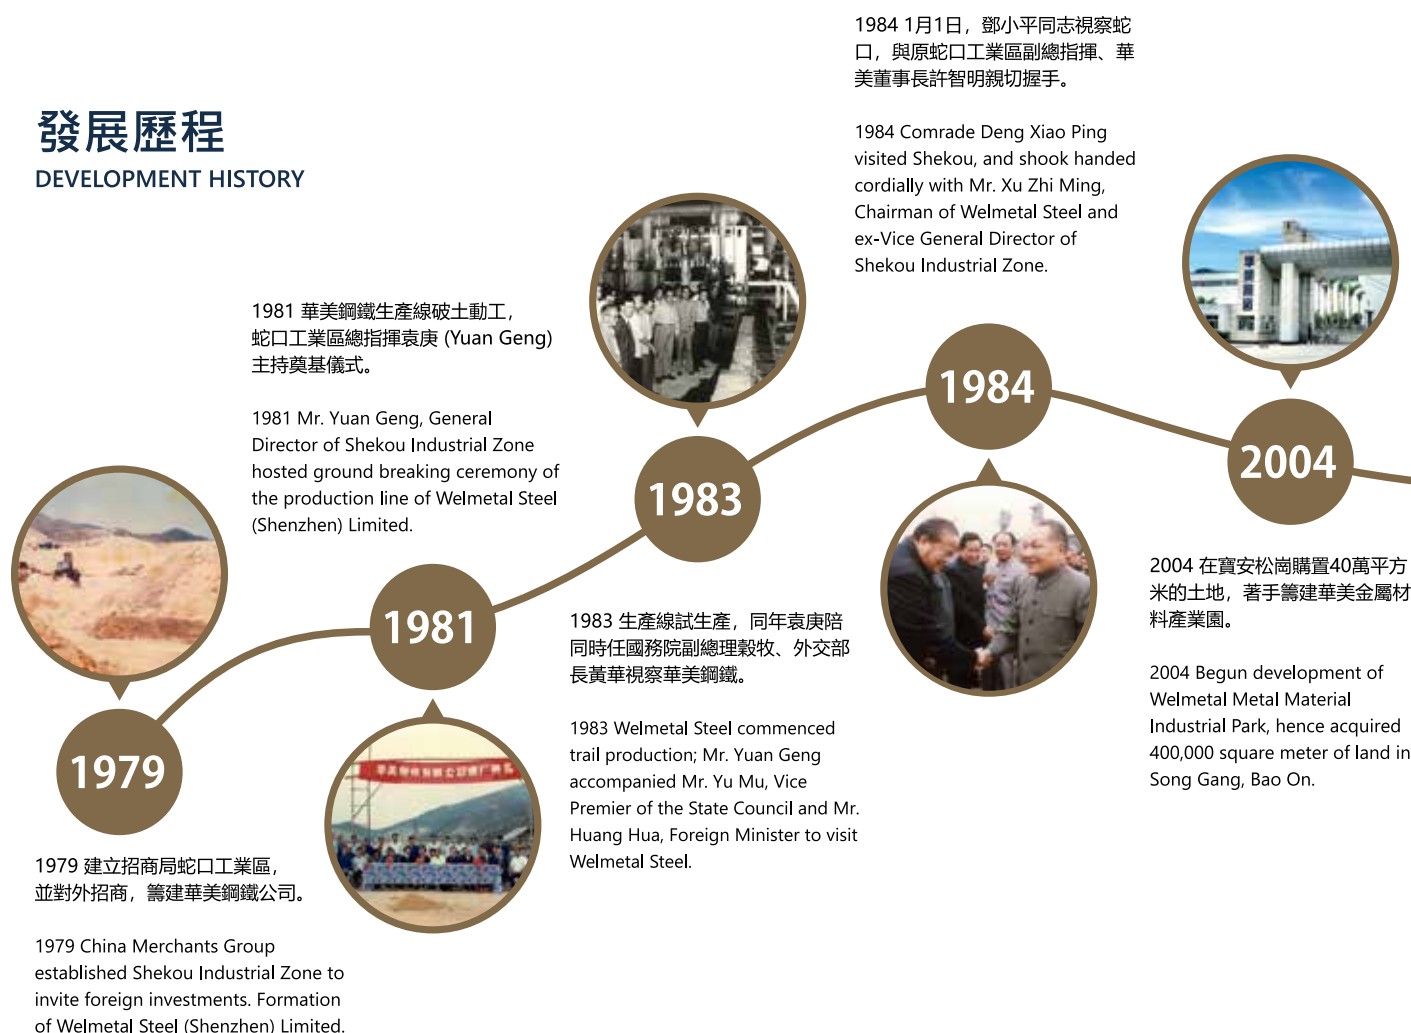 發展歷程
DEVELOPMENT HISTORY
1979
1979 建立招商局蛇口工業區，
並對外招商，籌建華美鋼鐵公司。
1979 China Merchants Group
established Shekou Industrial Zone to
invite foreign investments. Formation
of Welmetal Steel (Shenzhen) Limited.
1981 華美鋼鐵生產線破土動工，
蛇口工業區總指揮袁庚 (Yuan Geng)
主持奠基儀式。
1981 Mr. Yuan Geng, General
Director of Shekou Industrial Zone
hosted ground breaking ceremony of
the production line of Welmetal Steel
(Shenzhen) Limited.
1981
1983
1983 生產線試生產，同年袁庚陪
同時任國務院副總理穀牧、外交部
長黃華視察華美鋼鐵。
1983 Welmetal Steel commenced
trail production; Mr. Yuan Geng
accompanied Mr. Yu Mu, Vice
Premier of the State Council and Mr.
Huang Hua, Foreign Minister to visit
Welmetal Steel.
1984 1月1日，鄧小平同志視察蛇
口，與原蛇口工業區副總指揮、華
美董事長許智明親切握手。
1984 Comrade Deng Xiao Ping
visited Shekou, and shook handed
cordially with Mr. Xu Zhi Ming,
Chairman of Welmetal Steel and
ex-Vice General Director of
Shekou Industrial Zone.
1984
2004
2004 在寶安松崗購置40萬平方
米的土地，著手籌建華美金屬材
料產業園。
2004 Begun development of
Welmetal Metal Material
Industrial Park, hence acquired
400,000 square meter of land in
Song Gang, Bao On.